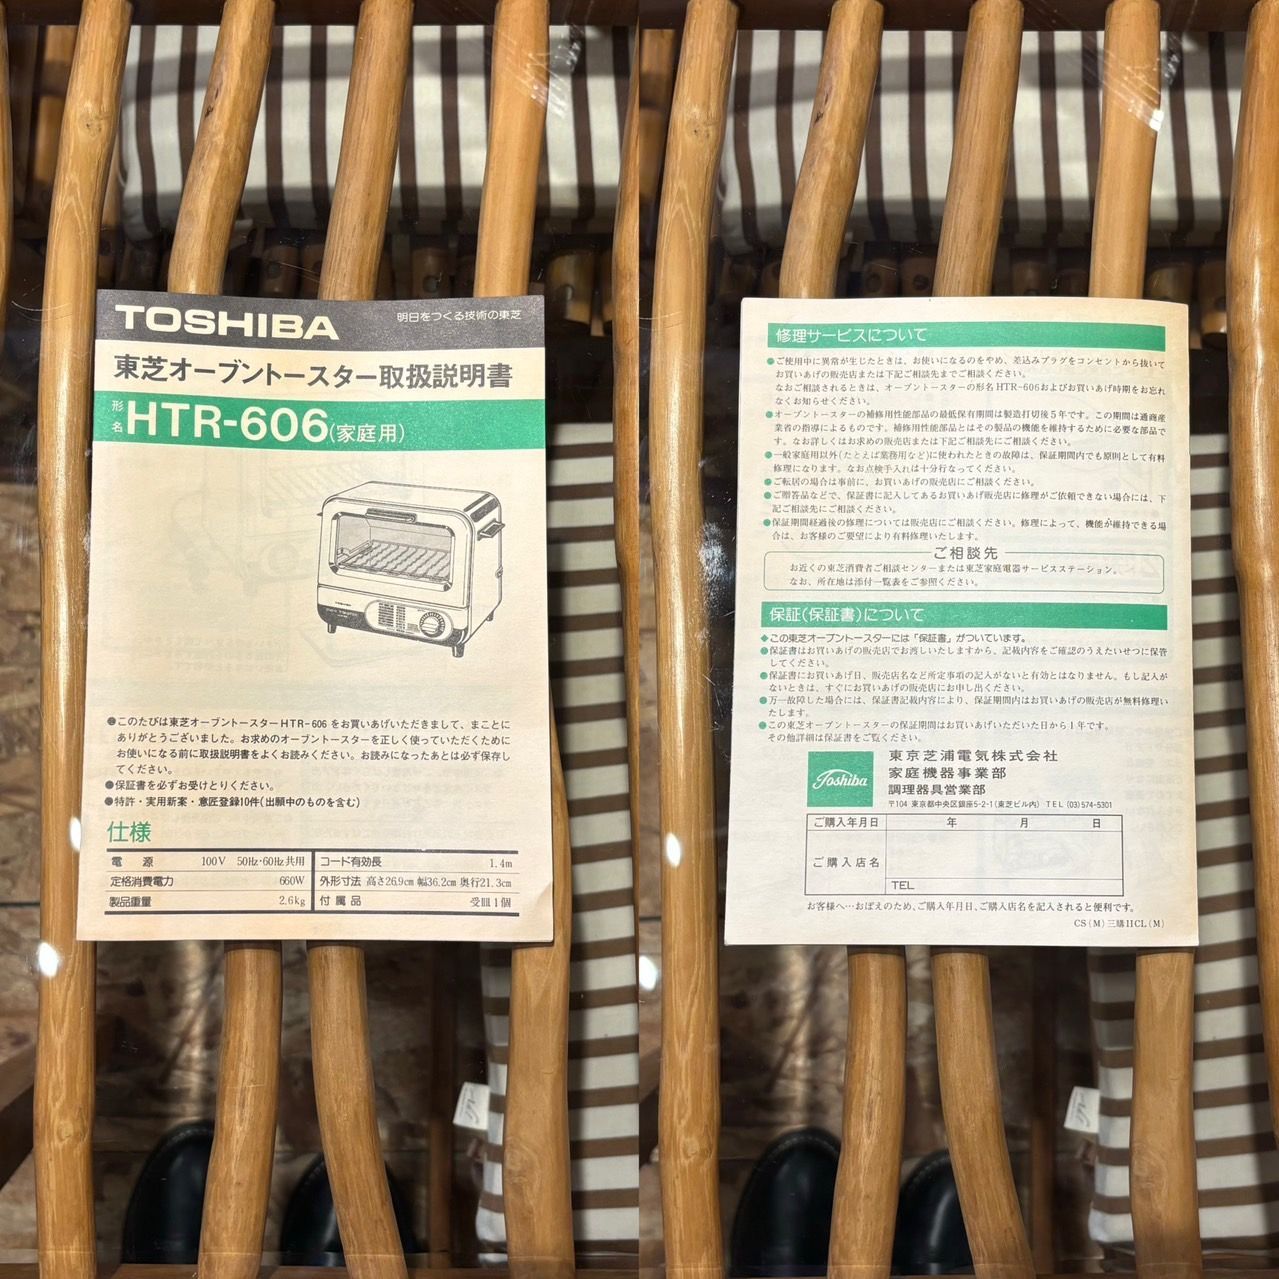 TOSHIBA
明日をつくる技術の東芝
東芝オーブントースター取扱説明書
形名 HTR-606(家庭用)
●このたびは東芝オーブントースターHTR-606をお買いあげいただきまして、まことに
ありがとうございました。お求めのオーブントースターを正しく使っていただくために
お使いになる前に取扱説明書をよくお読みください。お読みになったあとは必ず保存し
てください。
●保証書を必ずお受けとりください。
●特許・実用新案・意匠登録10件(出願中のものを含む)
仕様
電源 100V 50Hz・60Hz共用 コード有効長 1.4m
定格消費電力 660W 外形寸法 高さ26.9cm 幅36.2cm 奥行21.3cm
製品重量 2.6kg 付属品 受皿1個
修理サービスについて
●ご使用中に異常が生じたときは、お使いになるのをやめ、差込みプラグをコンセントから抜いて
お買いあげの販売店または下記ご相談先までご相談ください。
なおご相談されるときは、オーブントースターの形名HTR-606およびお買いあげ時期をお忘れ
なくお知らせください。
●オーブントースターの補修用性能部品の最低保有期間は製造打切後5年です。この期間は通商産
業省の指導によるものです。補修用性能部品とはその製品の機能を維持するために必要な部品で
す。なお詳しくはお求めの販売店または下記ご相談先にご相談ください。
●一般家庭用以外(たとえば業務用など)に使われたときの故障は、保証期間内でも原則として有料
修理になります。なお点検手入れは十分行なってください。
●ご転居の場合は事前に、お買いあげの販売店にご相談ください。
●ご贈答品などで、保証書に記入してあるお買いあげ販売店に修理がご依頼できない場合には、下
記ご相談先にご相談ください。
●保証期間経過後の修理については販売店にご相談ください。修理によって、機能が維持できる場
合は、お客様のご要望により有料修理いたします。
ご相談先
お近くの東芝消費者ご相談センターまたは東芝家庭電器サービスステーション。
なお、所在地は添付一覧表をご参照ください。
保証(保証書)について
◆この東芝オーブントースターには「保証書」がついています。
●保証書はお買いあげの販売店でお渡しいたしますから、記載内容をご確認のうえたいせつに保管
してください。
●保証書にお買いあげ日、販売店名など所定事項の記入がないと有効とはなりません。もし記入が
ないときは、すぐにお買いあげの販売店にお申し出ください。
●万一故障した場合には、保証書記載内容により、保証期間内はお買いあげの販売店が無料修理い
たします。
●この東芝オーブントースターの保証期間はお買いあげいただいた日から1年です。
その他詳細は保証書をご覧ください。
Toshiba
東京芝浦電気株式会社
家庭機器事業部
調理器具営業部
〒104 東京都中央区銀座5-2-1(東芝ビル内) TEL (03)574-5301
ご購入年月日 年 月 日
ご購入店名
TEL
お客様へ…おぼえのため、ご購入年月日、ご購入店名を記入されると便利です。
CS(M)三購11CL(M)